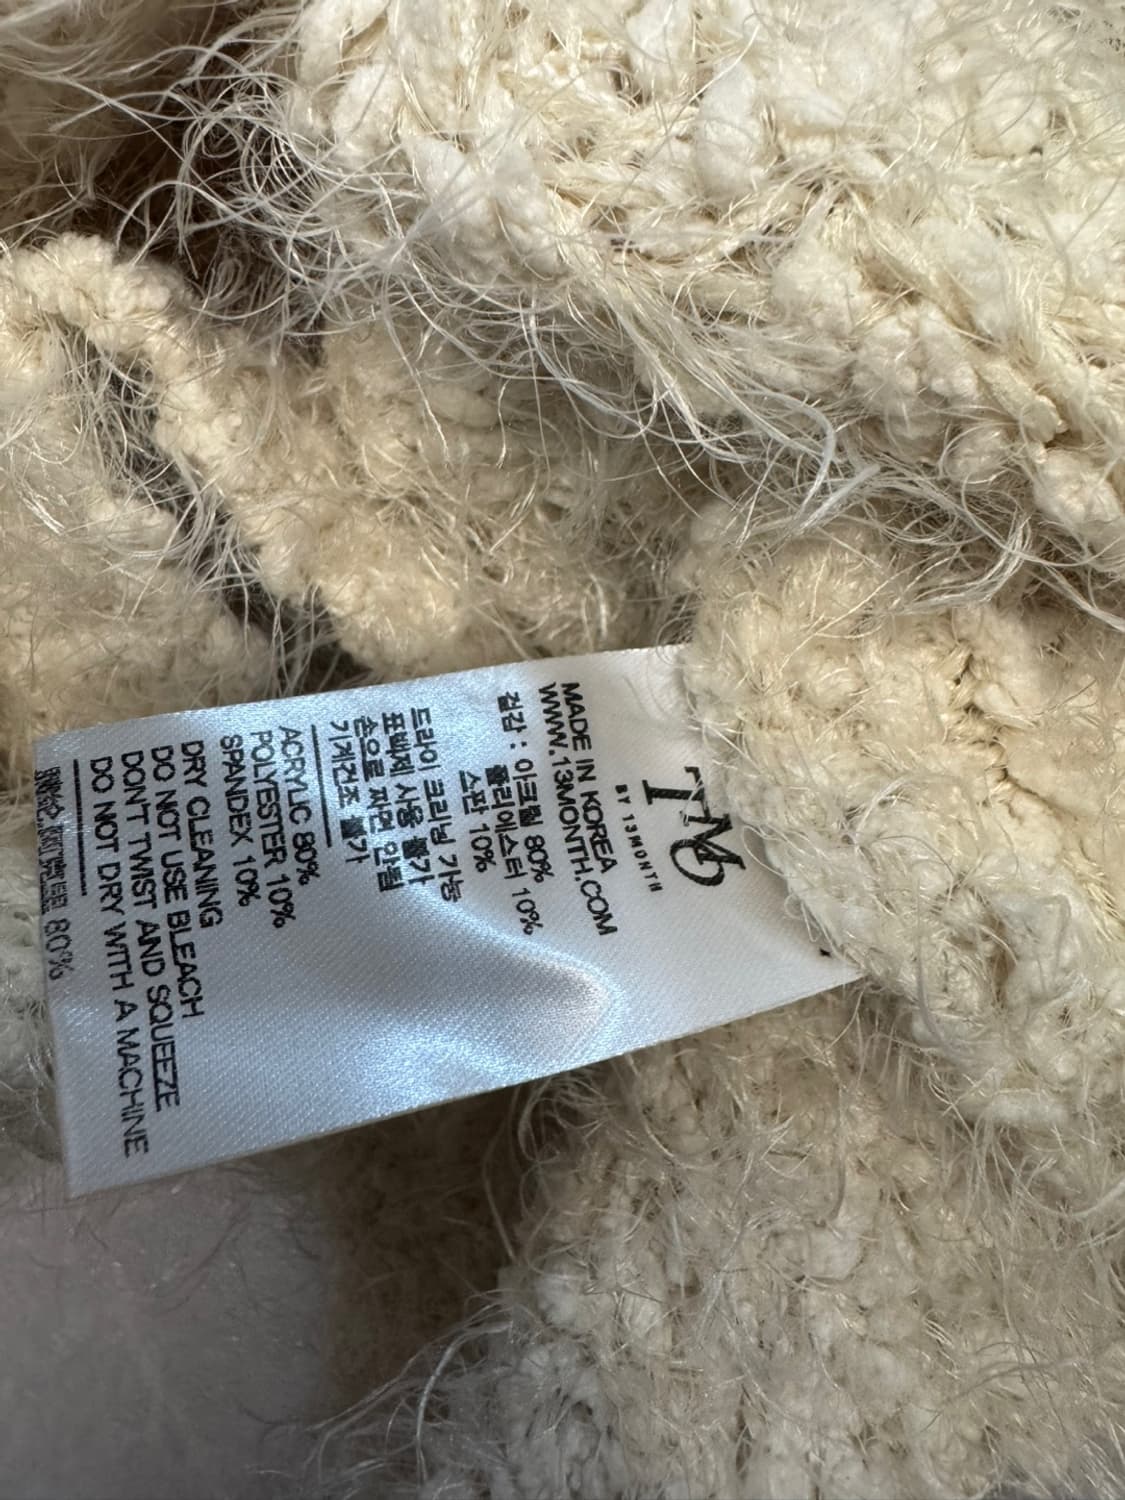 BY 13MONTH
MADE IN KOREA
WWW.13MONTH.COM
겉감 : 아크릴 80%
폴리에스터 10%
스판 10%
드라이 크리닝 가능
표백제 사용 불가
손으로 짜면 안됨
기계건조 불가
ACRYLIC 80%
POLYESTER 10%
SPANDEX 10%
DRY CLEANING
DO NOT USE BLEACH
DON'T TWIST AND SQUEEZE
DO NOT DRY WITH A MACHINE
80%